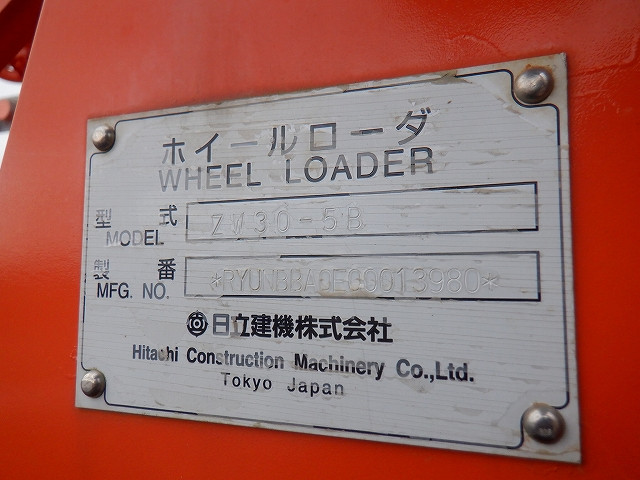 ホイールローダ
WHEEL LOADER
型式 ZW30-5B
MODEL
製番
MFG. NO.
日立建機株式会社
Hitachi Construction Machinery Co.,Ltd.
Tokyo Japan